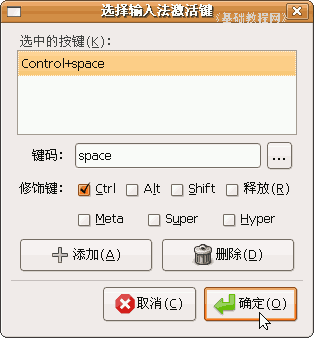 选择输入法激活键
《基础教程网》
选中的按键(K):
Control+space
键码: space ...
修饰键: Ctrl Alt Shift 释放(R)
Meta Super Hyper
添加(A) 删除(D)
取消(C) 确定(O)